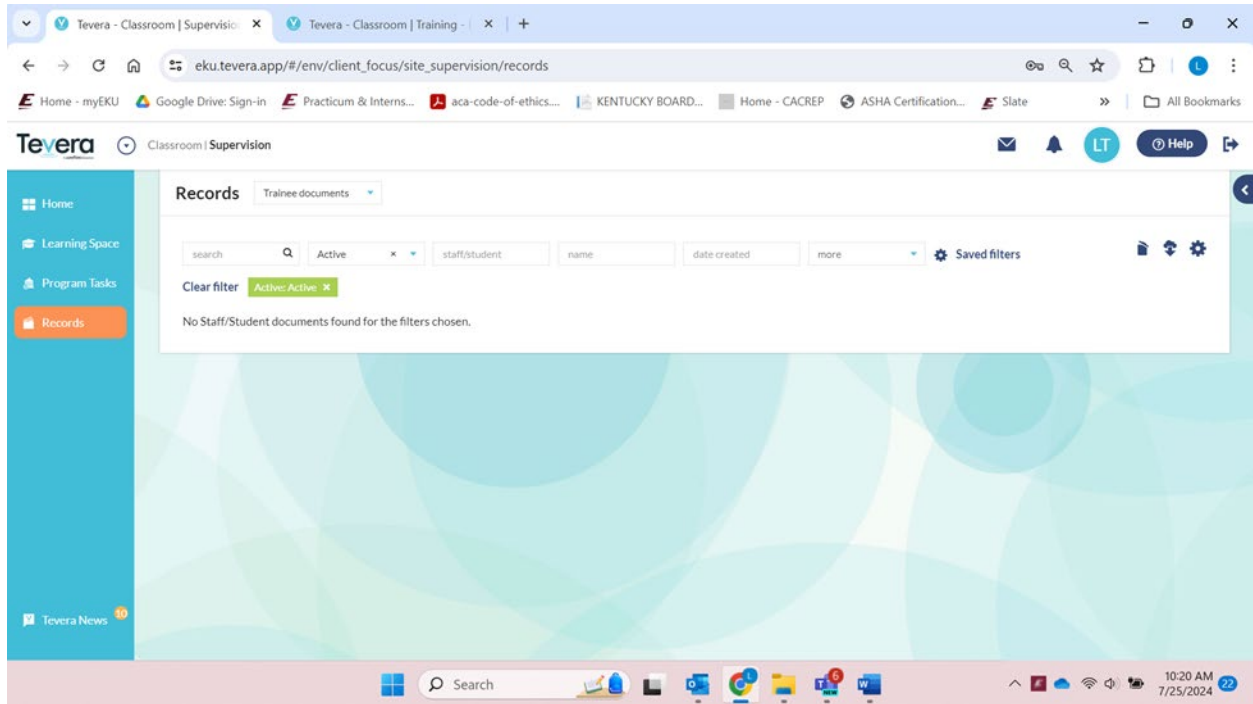 Tevera - Classroom | Supervisio
Tevera - Classroom | Training -
eku.tevera.app/#/env/client_focus/site_supervision/records
L
Home - myEKU
Google Drive: Sign-in
Practicum & Interns...
aca-code-of-ethics....
KENTUCKY BOARD...
Home - CACREP
ASHA Certification...
Slate
»
All Bookmarks
Tevera
Classroom | Supervision
LT
Help
Home
Learning Space
Program Tasks
Records
Tevera News
10
Records
Trainee documents
search
Active
staff/student
name
date created
more
Saved filters
Clear filter
Active: Active
No Staff/Student documents found for the filters chosen.
Search
6
NEW
10:20 AM
7/25/2024
22